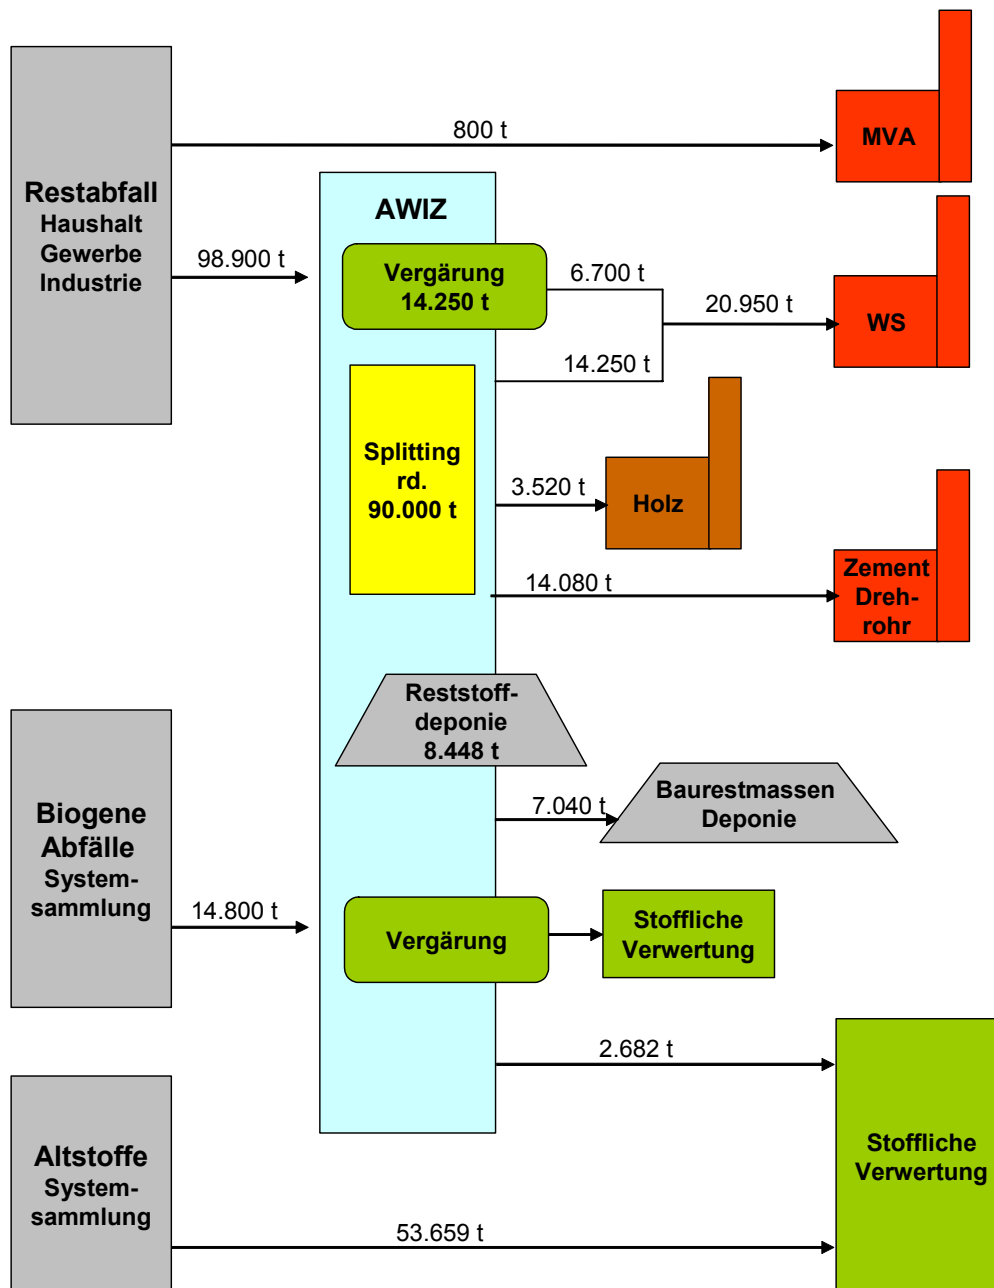 800 t
MVA
Restabfall
Haushalt
Gewerbe
Industrie
98.900 t
AWIZ
Vergärung
14.250 t
6.700 t
20.950 t
WS
14.250 t
Splitting
rd.
90.000 t
3.520 t
Holz
14.080 t
Zement
Dreh-
rohr
Reststoff-
deponie
8.448 t
7.040 t
Baurestmassen
Deponie
Biogene
Abfälle
System-
sammlung
14.800 t
Vergärung
Stoffliche
Verwertung
2.682 t
Altstoffe
System-
sammlung
53.659 t
Stoffliche
Verwertung